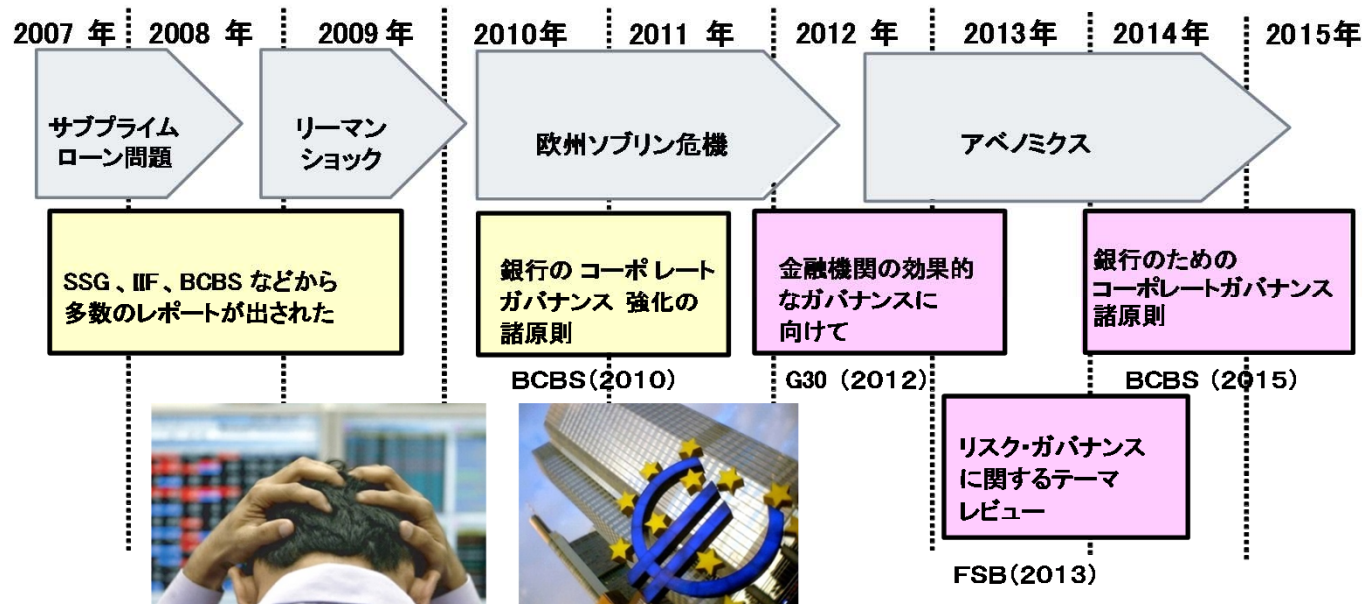 2007 年 2008 年 2009 年 2010年 2011 年 2012 年 2013年 2014年 2015年
サブプライム
ローン問題
リーマン
ショック
欧州ソブリン危機
アベノミクス
SSG 、IIF 、BCBS などから
多数のレポートが出された
銀行の コーポ レート
ガバナンス 強化の
諸原則
BCBS(2010)
金融機関の効果的
なガバナンスに
向けて
G30 (2012)
銀行のための
コーポレートガバナンス
諸原則
BCBS (2015)
リスク・ガバナンス
に関するテーマ
レビュー
FSB(2013)